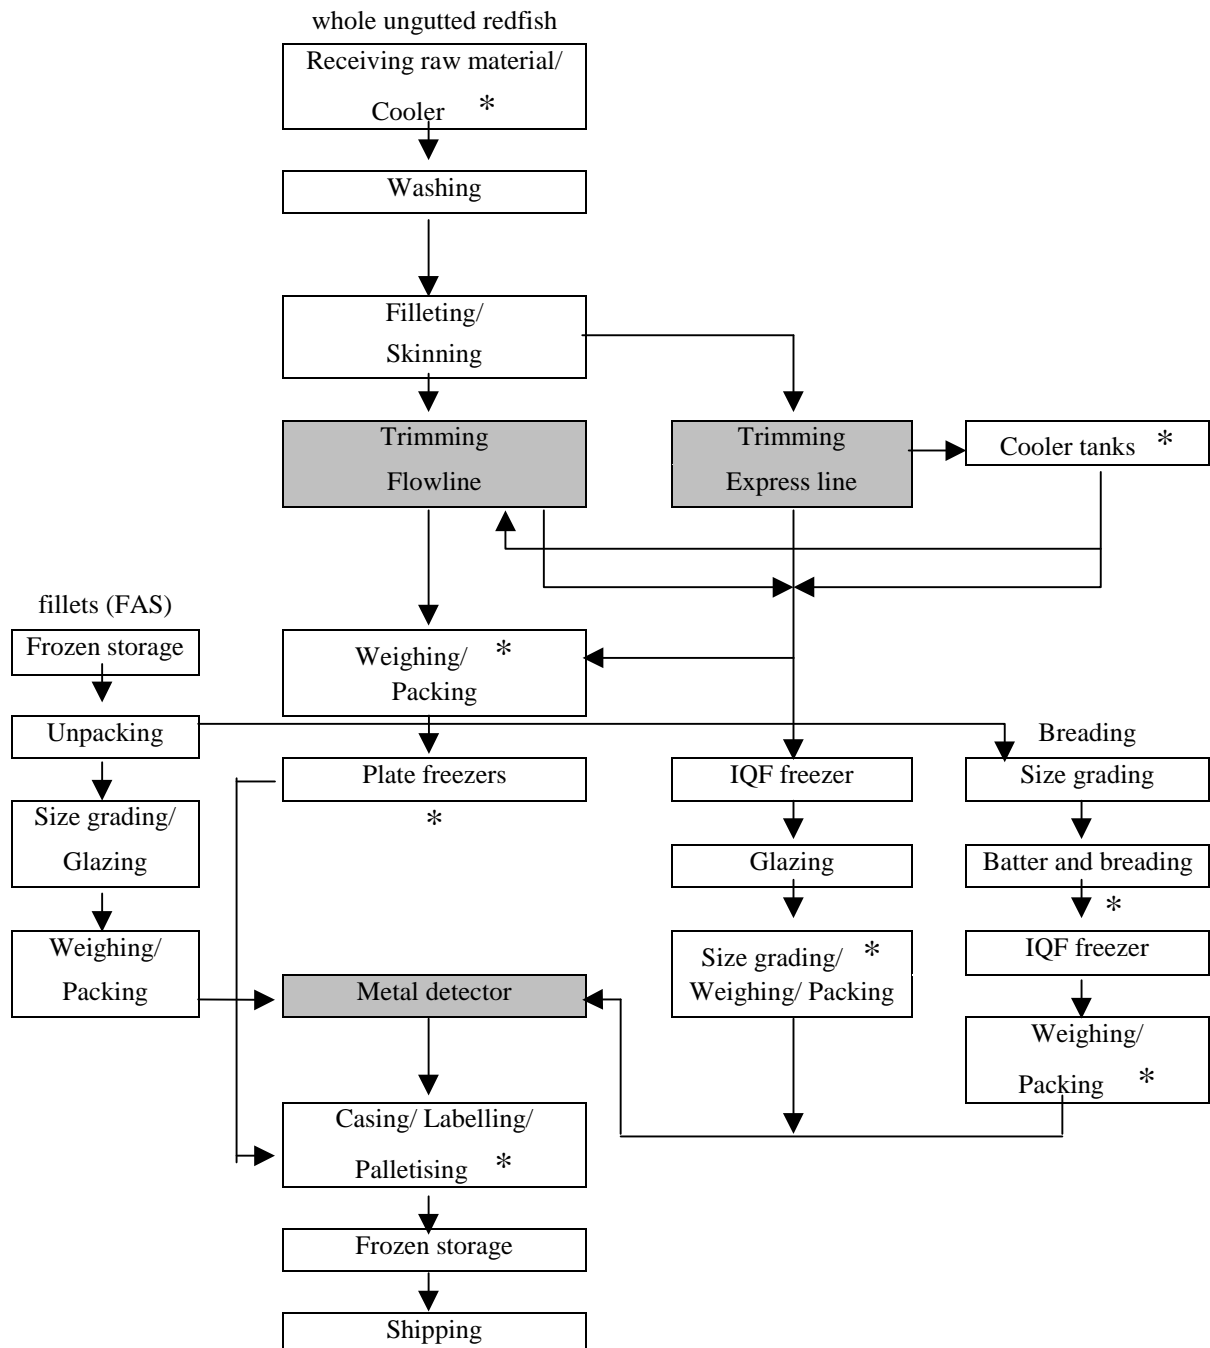 whole ungutted redfish
Receiving raw material/
Cooler *
Washing
Filleting/
Skinning
Trimming
Flowline
Trimming
Express line
Cooler tanks *
fillets (FAS)
Frozen storage
Weighing/ *
Packing
Unpacking
Breading
Plate freezers
*
IQF freezer
Size grading
Size grading/
Glazing
Glazing
Batter and breading
*
Weighing/
Packing
Metal detector
Size grading/ *
Weighing/ Packing
IQF freezer
Weighing/
Packing *
Casing/ Labelling/
Palletising *
Frozen storage
Shipping